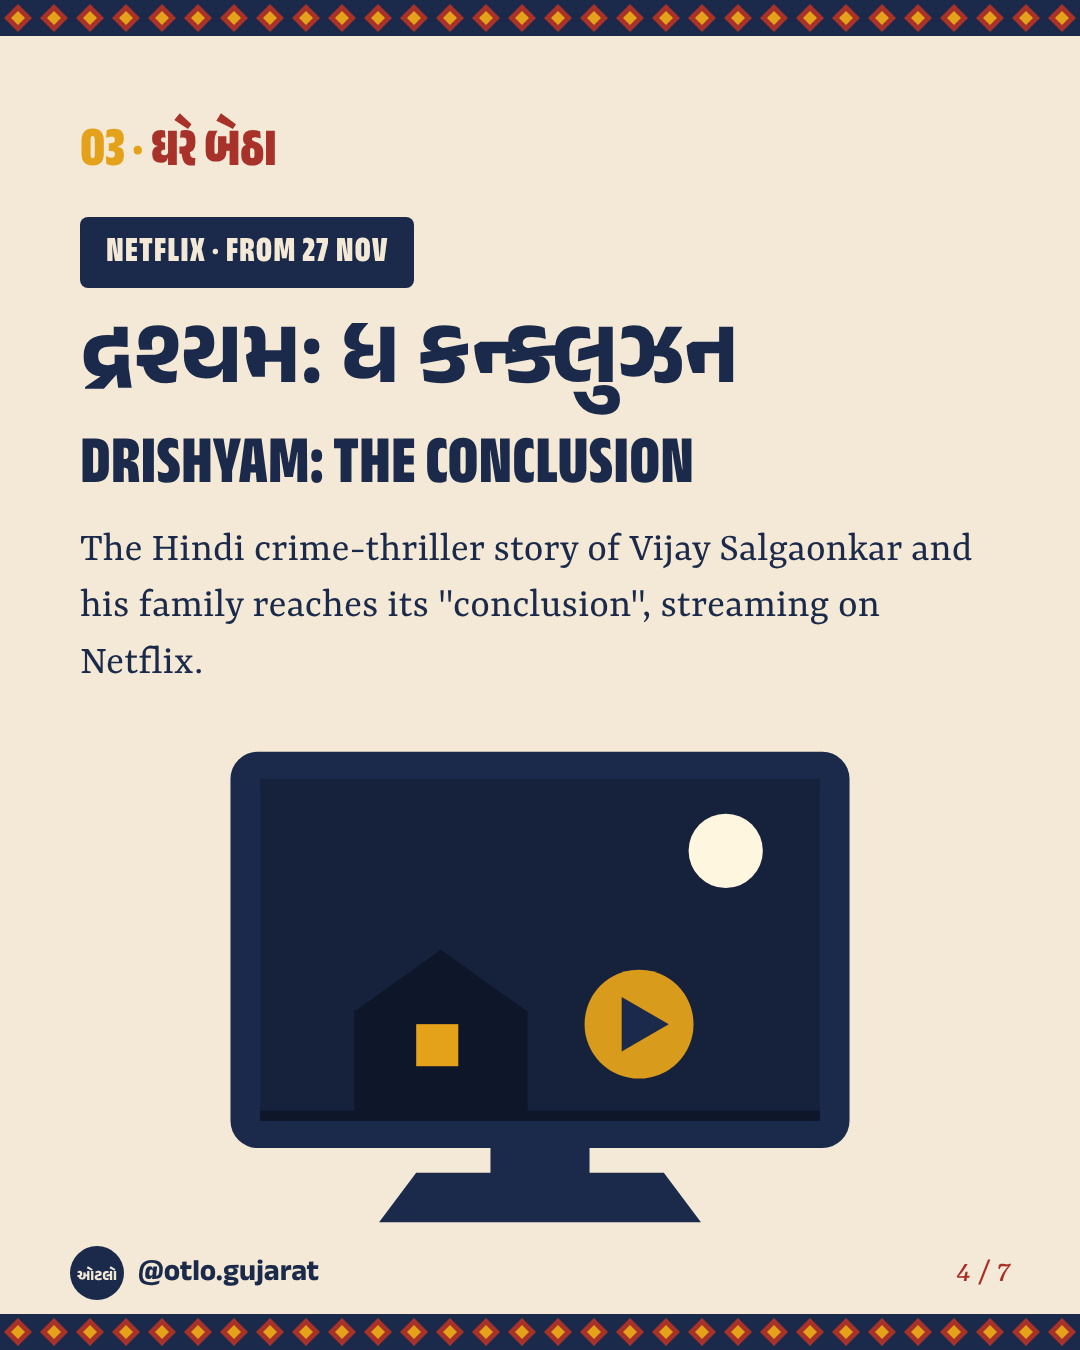 03 · ઘરે બેઠા
NETFLIX · FROM 27 NOV
દ્રશ્યમ: ધ કન્ક્લુઝન
DRISHYAM: THE CONCLUSION
The Hindi crime-thriller story of Vijay Salgaonkar and
his family reaches its "conclusion", streaming on
Netflix.
ઓટલો @otlo.gujarat
4 / 7